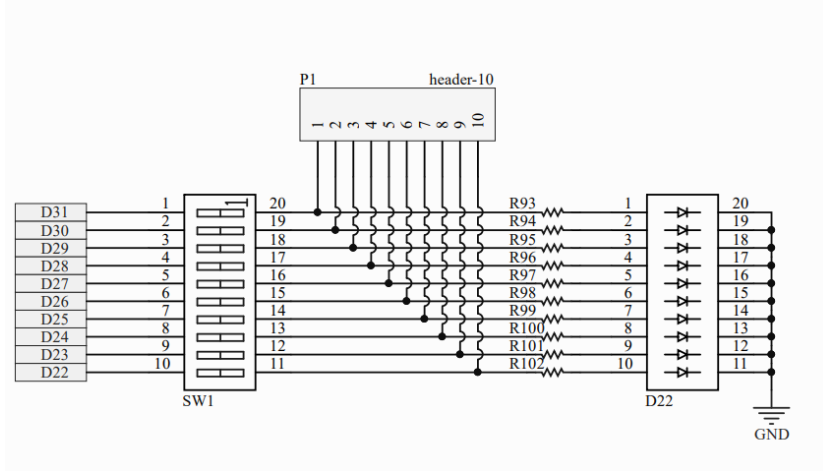 P1 header-10
1 2 3 4 5 6 7 8 9 10
D31 1 20 R93 1 20
D30 2 19 R94 2 19
D29 3 18 R95 3 18
D28 4 17 R96 4 17
D27 5 16 R97 5 16
D26 6 15 R98 6 15
D25 7 14 R99 7 14
D24 8 13 R100 8 13
D23 9 12 R101 9 12
D22 10 11 R102 10 11
SW1 D22
GND